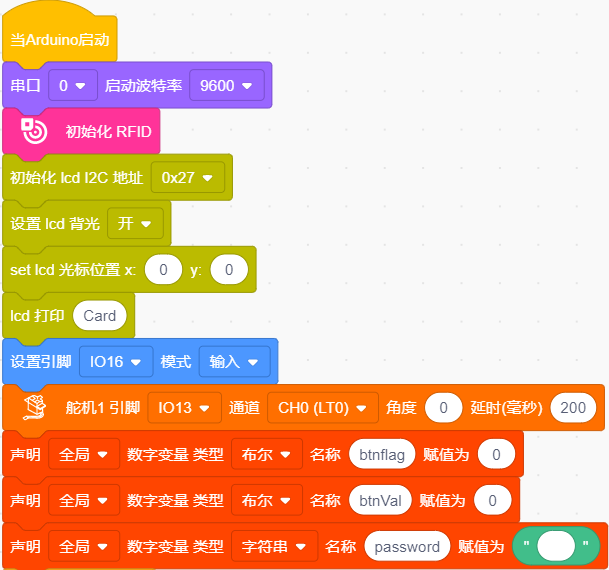 当Arduino启动
串口 0 启动波特率 9600
初始化 RFID
初始化 lcd I2C 地址 0x27
设置 lcd 背光 开
set lcd 光标位置 x: 0 y: 0
lcd 打印 Card
设置引脚 IO16 模式 输入
舵机1 引脚 IO13 通道 CH0 (LT0) 角度 0 延时(毫秒) 200
声明 全局 数字变量 类型 布尔 名称 btnflag 赋值为 0
声明 全局 数字变量 类型 布尔 名称 btnVal 赋值为 0
声明 全局 数字变量 类型 字符串 名称 password 赋值为 " "